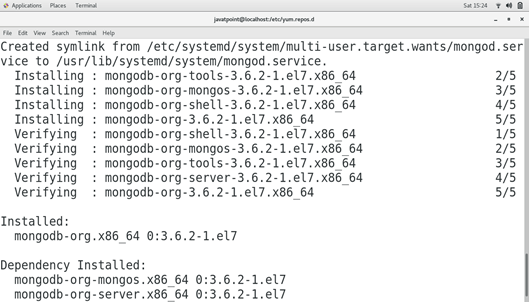 Applications Places Terminal
Sat 15:24
javatpoint@localhost:/etc/yum.repos.d
File Edit View Search Terminal Help
Created symlink from /etc/systemd/system/multi-user.target.wants/mongod.ser
vice to /usr/lib/systemd/system/mongod.service.
Installing : mongodb-org-tools-3.6.2-1.el7.x86_64 2/5
Installing : mongodb-org-mongos-3.6.2-1.el7.x86_64 3/5
Installing : mongodb-org-shell-3.6.2-1.el7.x86_64 4/5
Installing : mongodb-org-3.6.2-1.el7.x86_64 5/5
Verifying : mongodb-org-shell-3.6.2-1.el7.x86_64 1/5
Verifying : mongodb-org-mongos-3.6.2-1.el7.x86_64 2/5
Verifying : mongodb-org-tools-3.6.2-1.el7.x86_64 3/5
Verifying : mongodb-org-server-3.6.2-1.el7.x86_64 4/5
Verifying : mongodb-org-3.6.2-1.el7.x86_64 5/5
Installed:
mongodb-org.x86_64 0:3.6.2-1.el7
Dependency Installed:
mongodb-org-mongos.x86_64 0:3.6.2-1.el7
mongodb-org-server.x86_64 0:3.6.2-1.el7